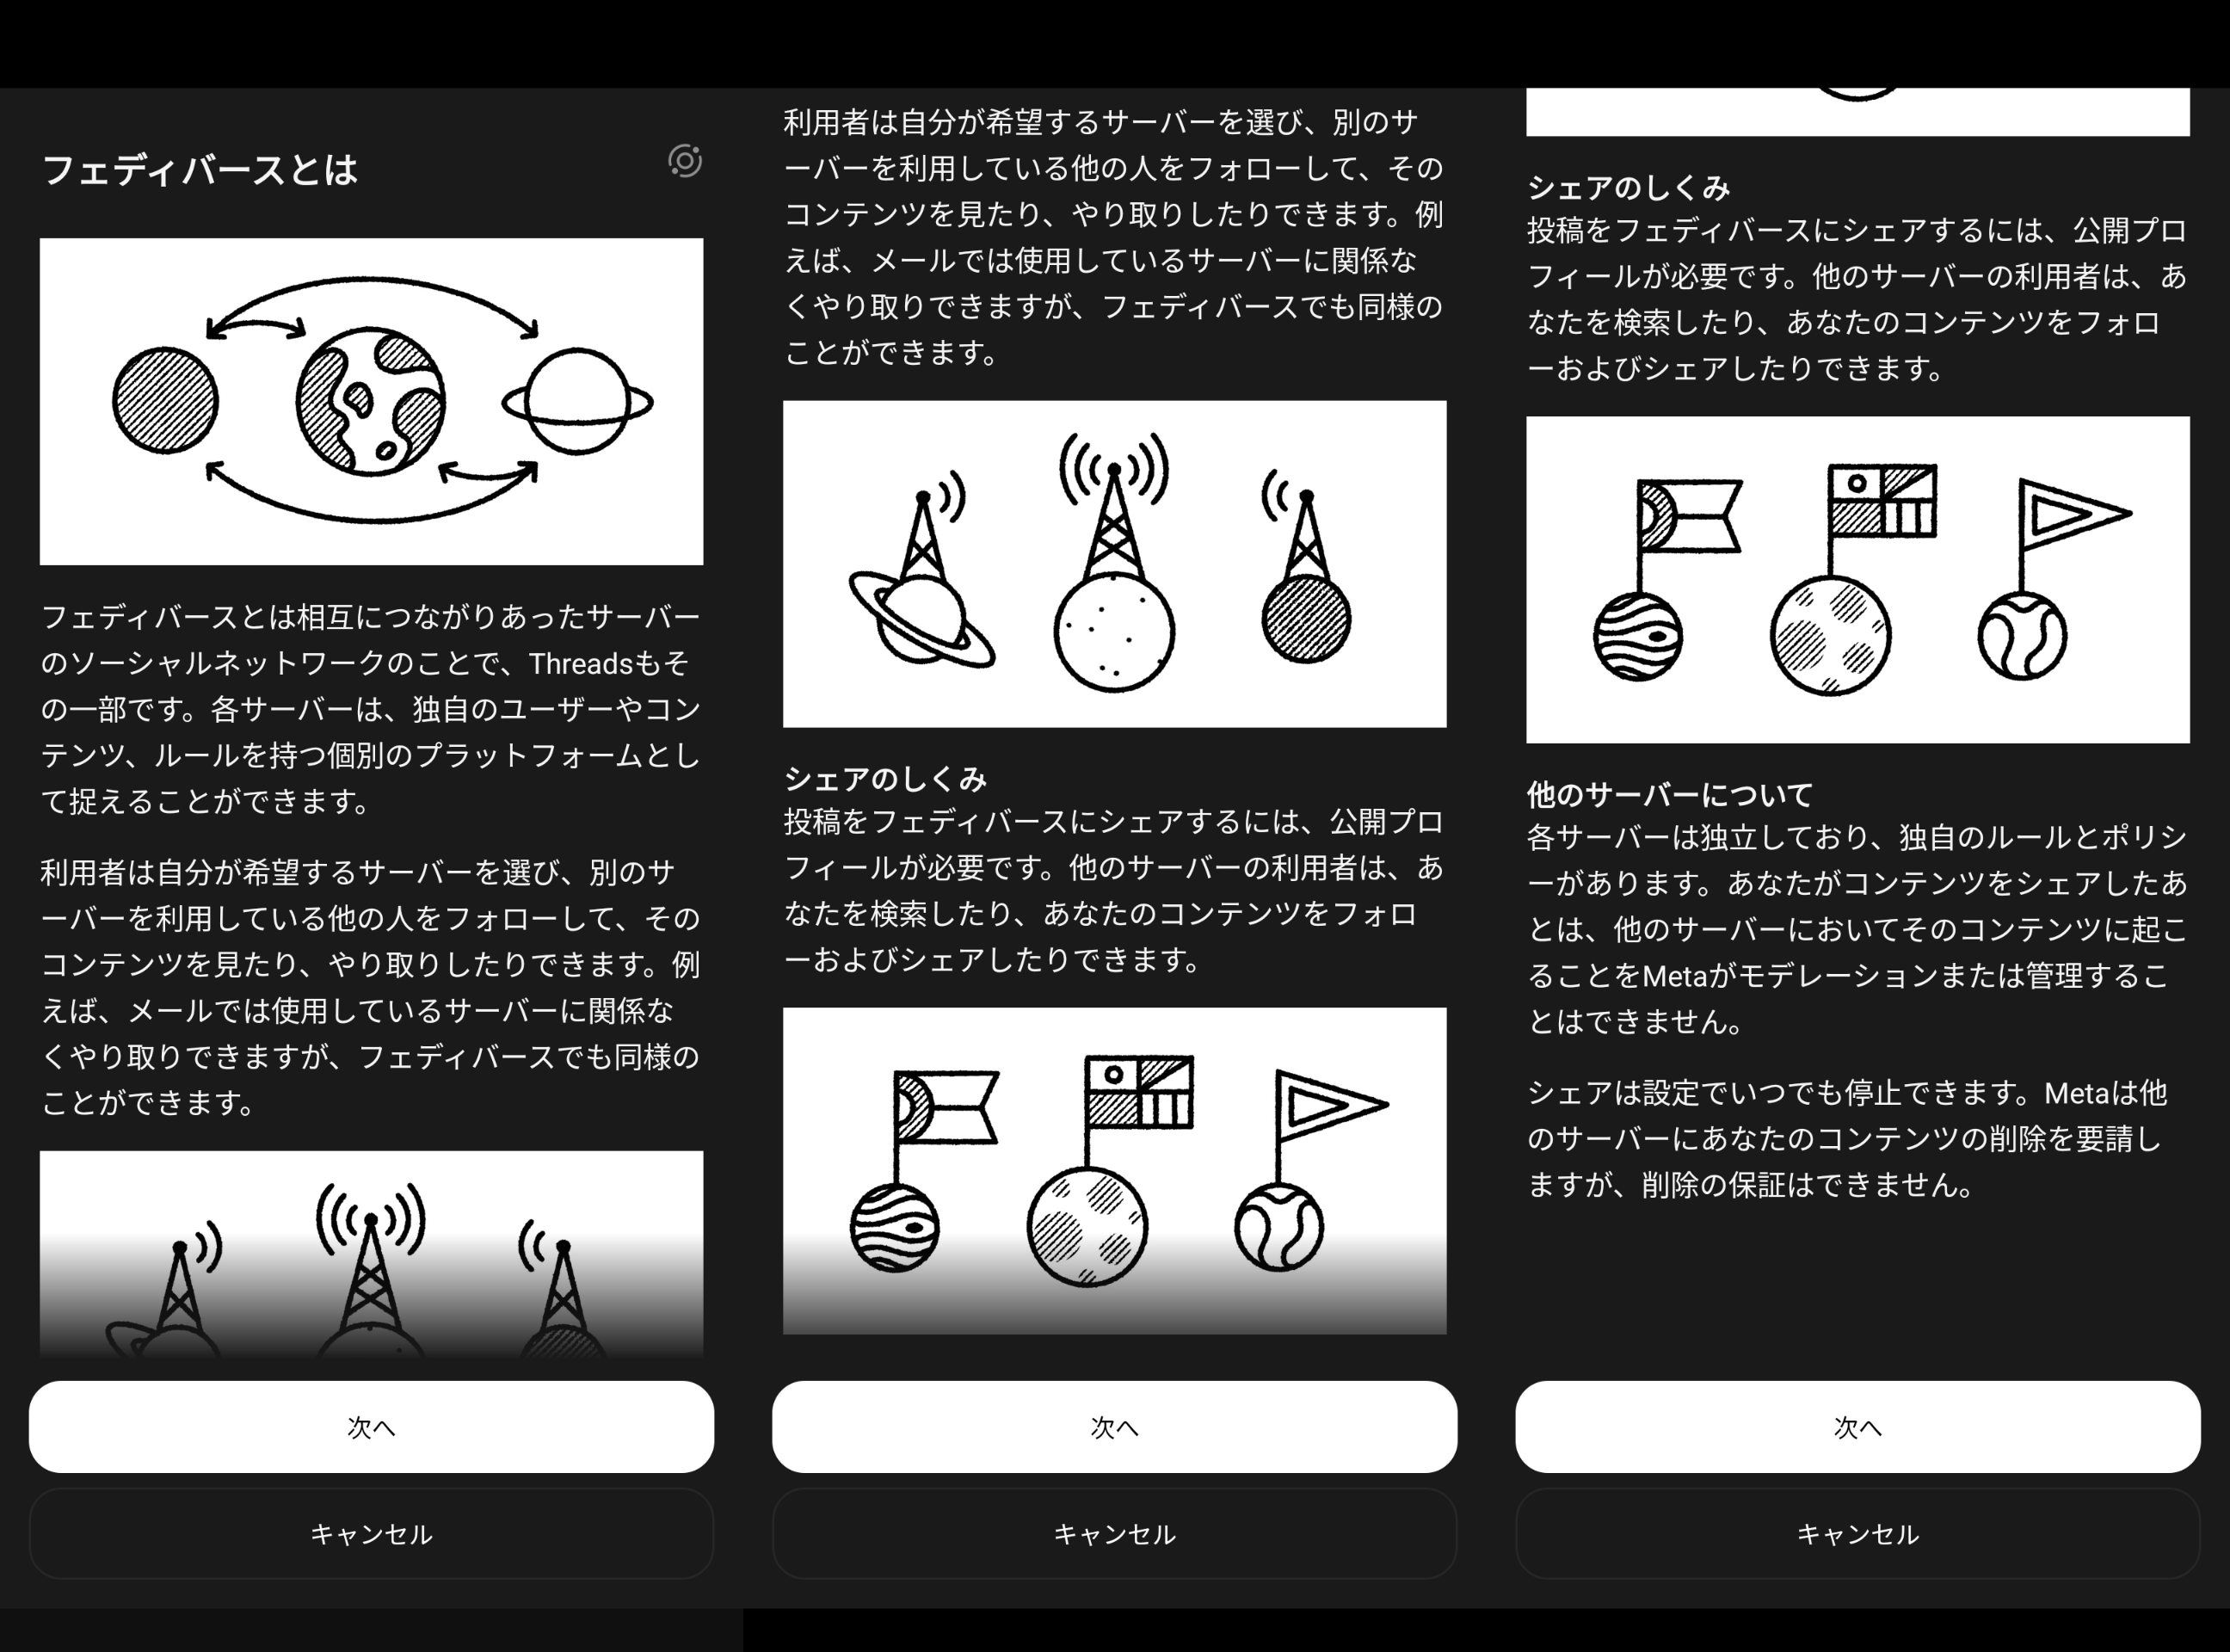 フェディバースとは
フェディバースとは相互につながりあったサーバー
のソーシャルネットワークのことで、Threadsもそ
の一部です。各サーバーは、独自のユーザーやコン
テンツ、ルールを持つ個別のプラットフォームとし
て捉えることができます。
利用者は自分が希望するサーバーを選び、別のサ
ーバーを利用している他の人をフォローして、その
コンテンツを見たり、やり取りしたりできます。例
えば、メールでは使用しているサーバーに関係な
くやり取りできますが、フェディバースでも同様の
ことができます。
次へ
キャンセル
利用者は自分が希望するサーバーを選び、別のサ
ーバーを利用している他の人をフォローして、その
コンテンツを見たり、やり取りしたりできます。例
えば、メールでは使用しているサーバーに関係な
くやり取りできますが、フェディバースでも同様の
ことができます。
シェアのしくみ
投稿をフェディバースにシェアするには、公開プロ
フィールが必要です。他のサーバーの利用者は、あ
なたを検索したり、あなたのコンテンツをフォロ
ーおよびシェアしたりできます。
次へ
キャンセル
シェアのしくみ
投稿をフェディバースにシェアするには、公開プロ
フィールが必要です。他のサーバーの利用者は、あ
なたを検索したり、あなたのコンテンツをフォロ
ーおよびシェアしたりできます。
他のサーバーについて
各サーバーは独立しており、独自のルールとポリシ
ーがあります。あなたがコンテンツをシェアしたあ
とは、他のサーバーにおいてそのコンテンツに起こ
ることをMetaがモデレーションまたは管理するこ
とはできません。
シェアは設定でいつでも停止できます。Metaは他
のサーバーにあなたのコンテンツの削除を要請し
ますが、削除の保証はできません。
次へ
キャンセル